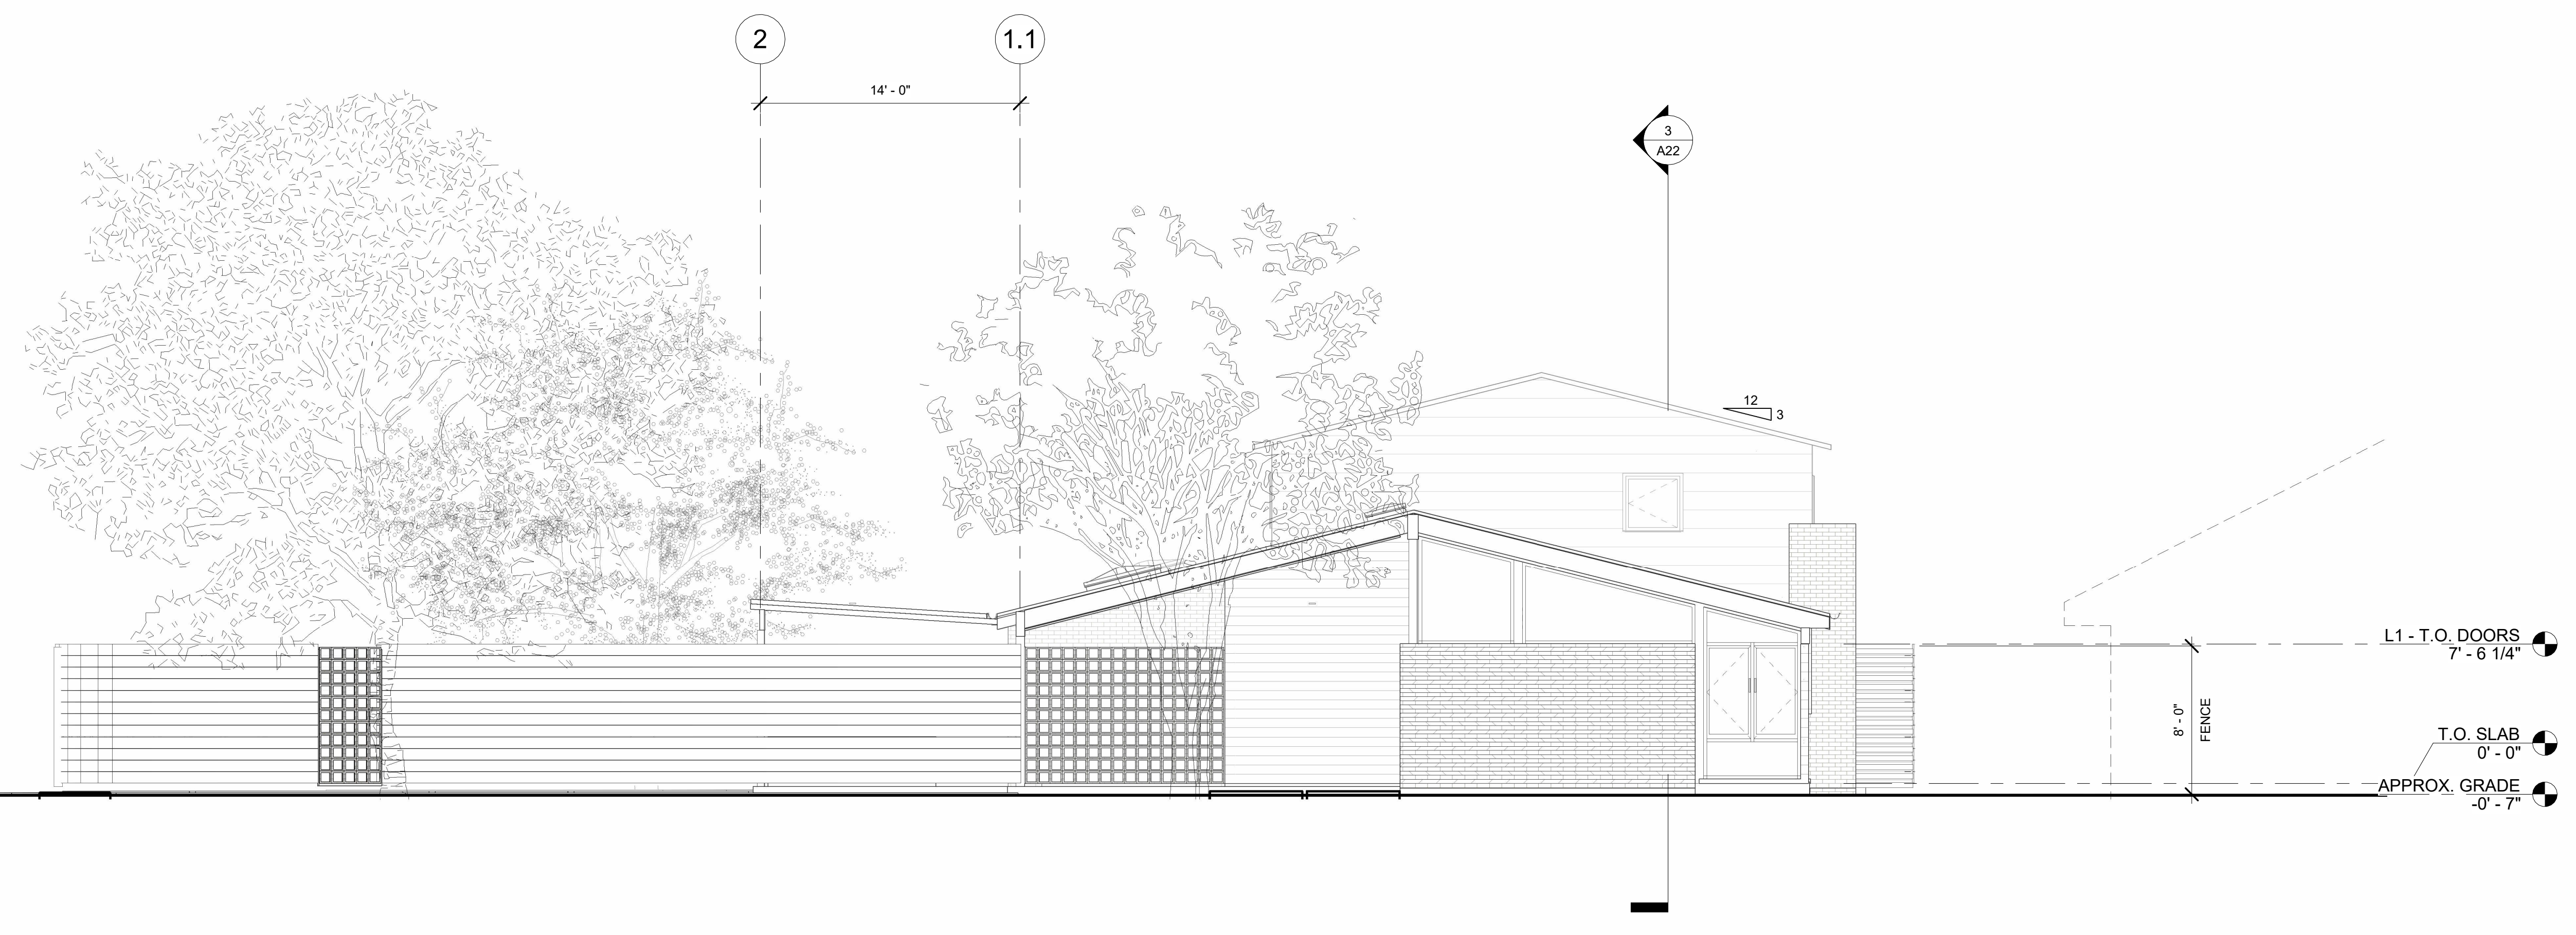 2
1.1
14' - 0"
3
A22
12
3
L1 - T.O. DOORS
7' - 6 1/4"
8' - 0"
FENCE
T.O. SLAB
0' - 0"
APPROX. GRADE
-0' - 7"